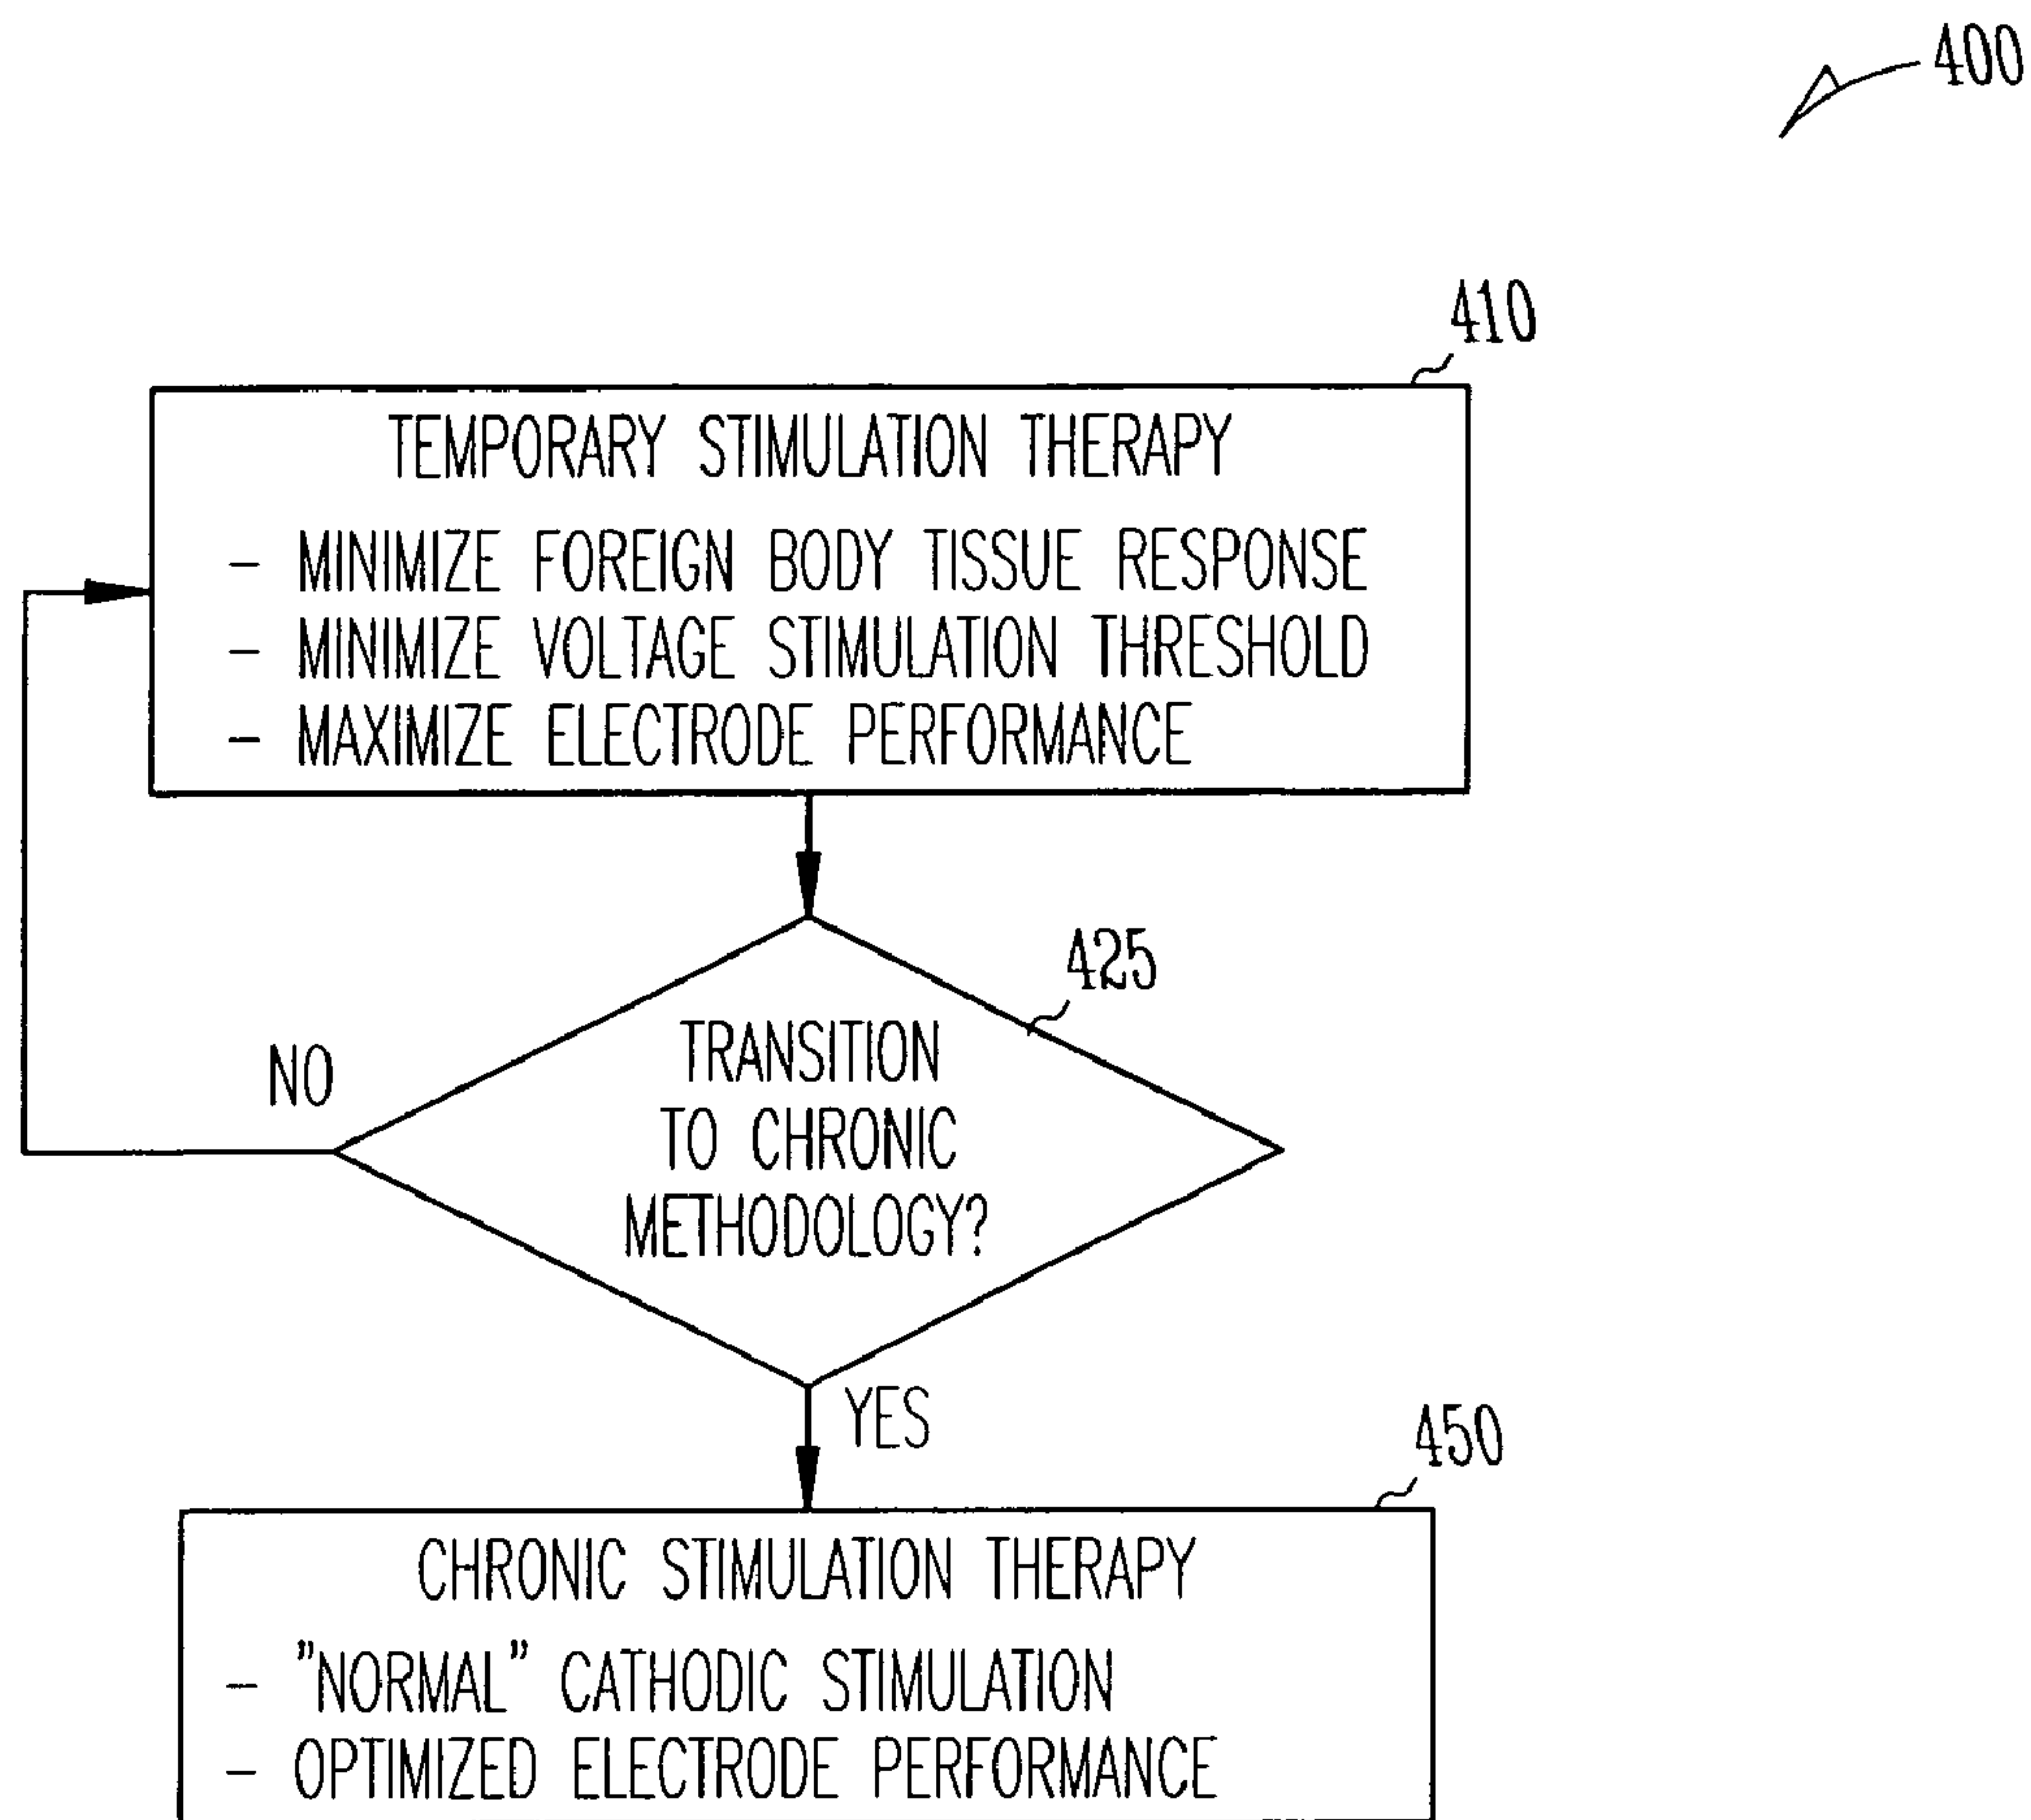 400
410
TEMPORARY STIMULATION THERAPY
– MINIMIZE FOREIGN BODY TISSUE RESPONSE
– MINIMIZE VOLTAGE STIMULATION THRESHOLD
– MAXIMIZE ELECTRODE PERFORMANCE
425
TRANSITION
TO CHRONIC
METHODOLOGY?
NO
YES
450
CHRONIC STIMULATION THERAPY
– "NORMAL" CATHODIC STIMULATION
– OPTIMIZED ELECTRODE PERFORMANCE